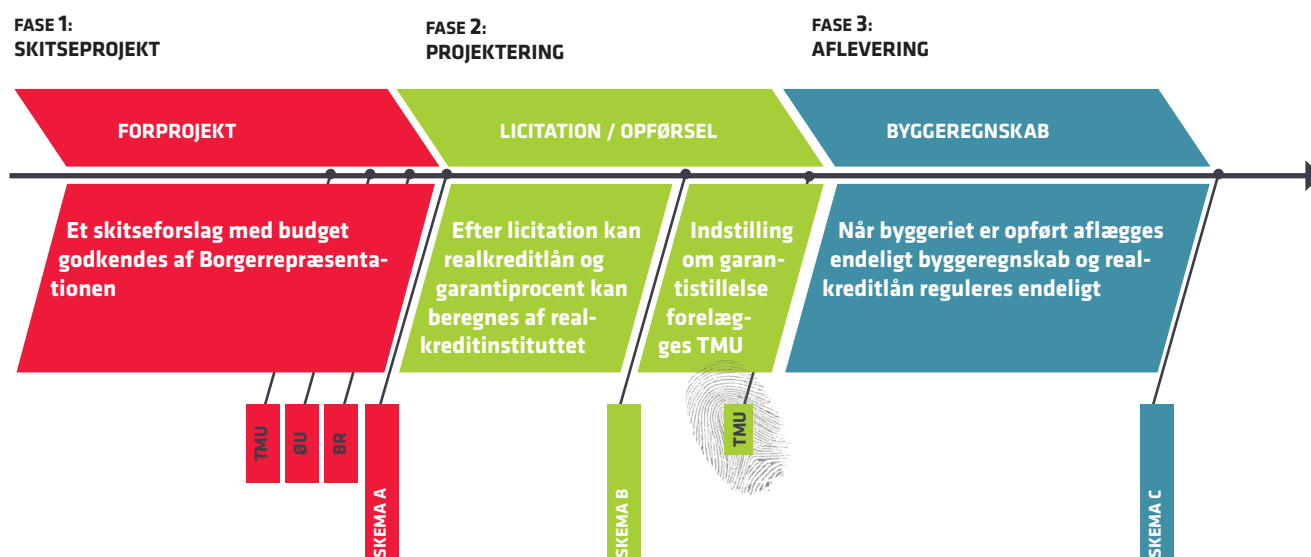 FASE 1:
SKITSEPROJEKT
FASE 2:
PROJEKTERING
FASE 3:
AFLEVERING
FORPROJEKT
LICITATION / OPFØRSEL
BYGGEREGNSKAB
Et skitseforslag med budget
godkendes af Borgerrepræsenta-
tionen
Efter licitation kan
realkreditlån og
garantiprocent kan
beregnes af real-
kreditinstituttet
Indstilling
om garan-
tistillelse
forelæg-
ges TMU
Når byggeriet er opført aflægges
endeligt byggeregnskab og real-
kreditlån reguleres endeligt
TMU
ØU
BR
SKEMA A
SKEMA B
TMU
SKEMA C